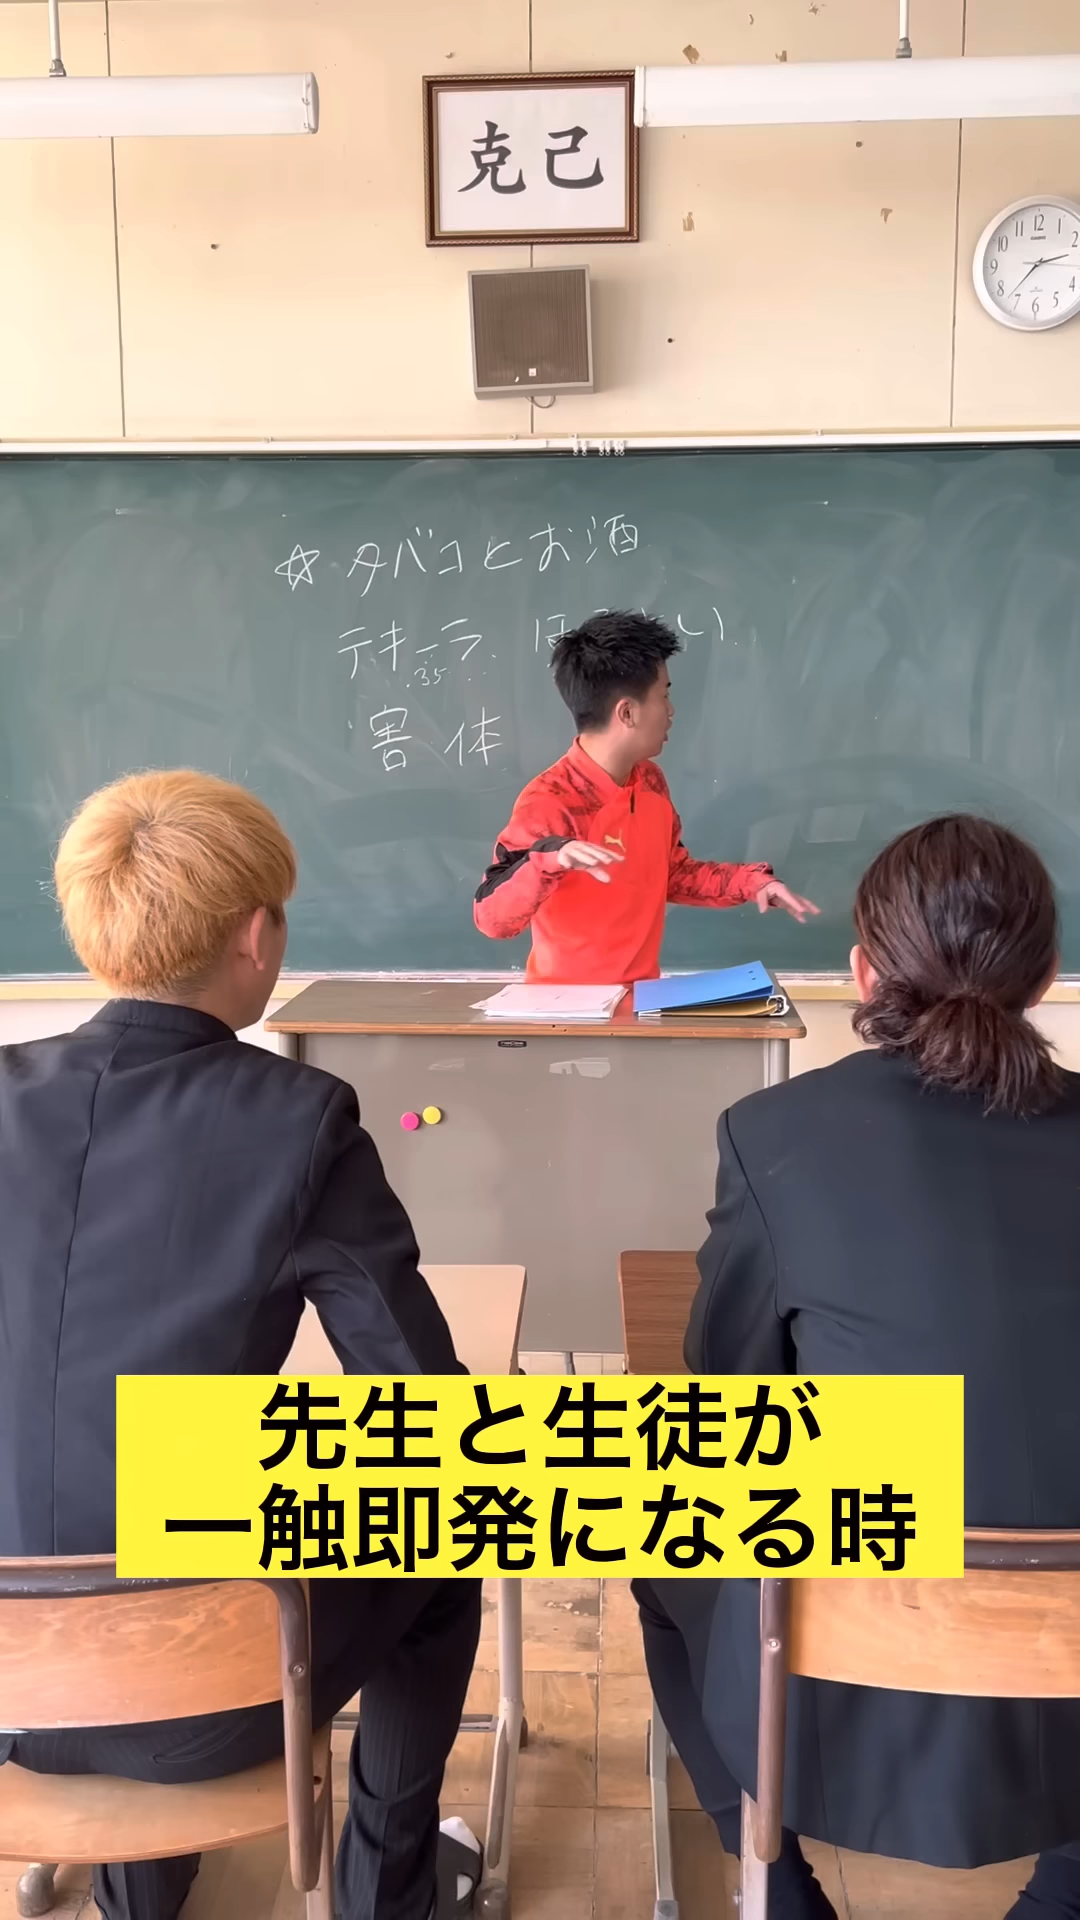 克己
☆タバコとお酒
テキーラ、
35
害 体
先生と生徒が
一触即発になる時